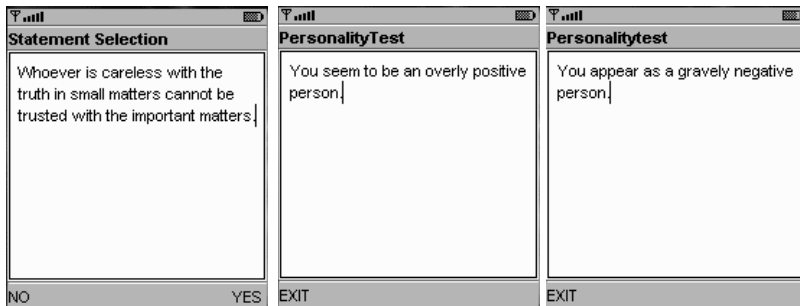 Statement Selection
Whoever is careless with the
truth in small matters cannot be
trusted with the important matters.
NO YES
PersonalityTest
You seem to be an overly positive
person.
EXIT
Personalitytest
You appear as a gravely negative
person.
EXIT